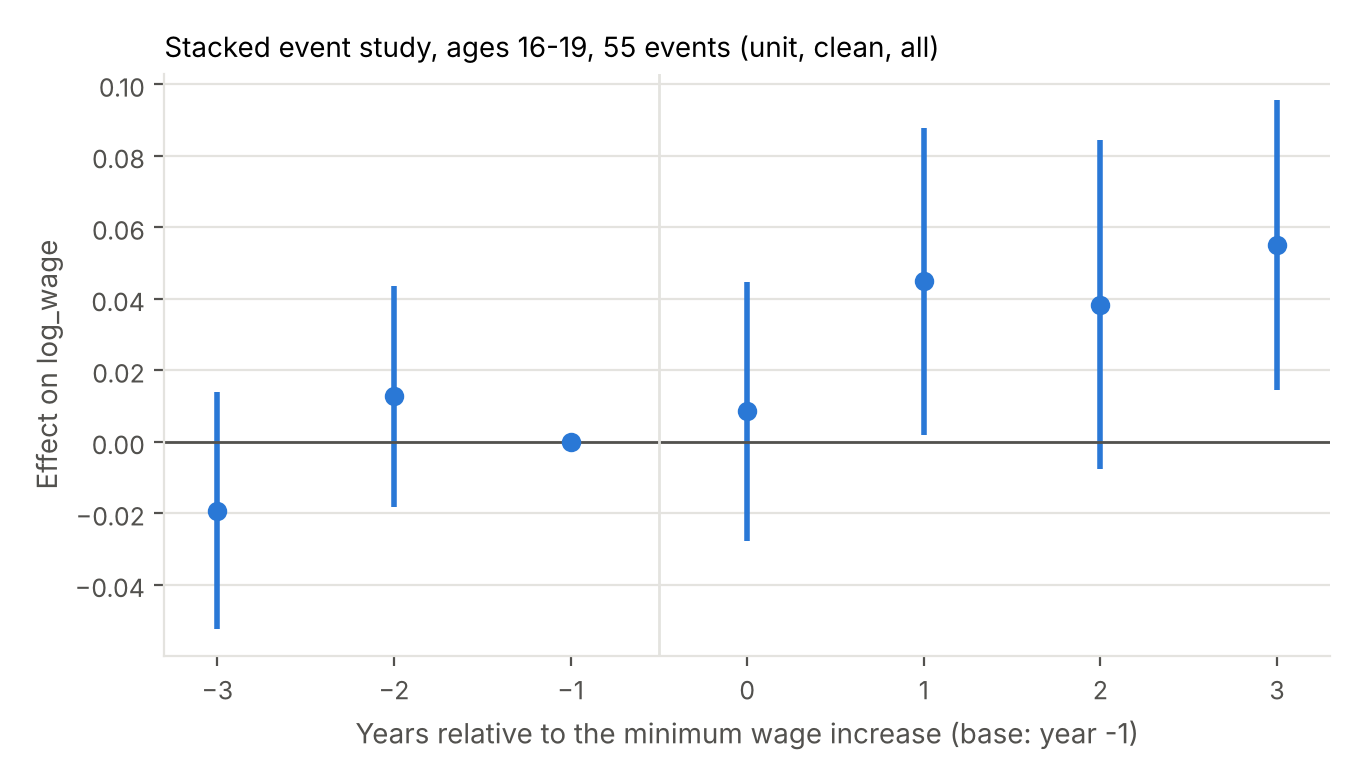 Stacked event study, ages 16-19, 55 events (unit, clean, all)
Effect on log_wage
0.10
0.08
0.06
0.04
0.02
0.00
−0.02
−0.04
−3 −2 −1 0 1 2 3
Years relative to the minimum wage increase (base: year -1)